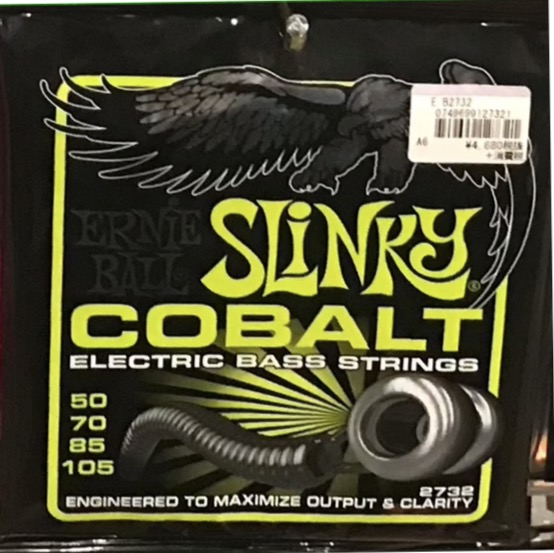 E B2732
0749699127321
A6
¥4,680
ERNIE
BALL
SLINKY
®
COBALT
ELECTRIC BASS STRINGS
50
70
85
105
2732
ENGINEERED TO MAXIMIZE OUTPUT & CLARITY